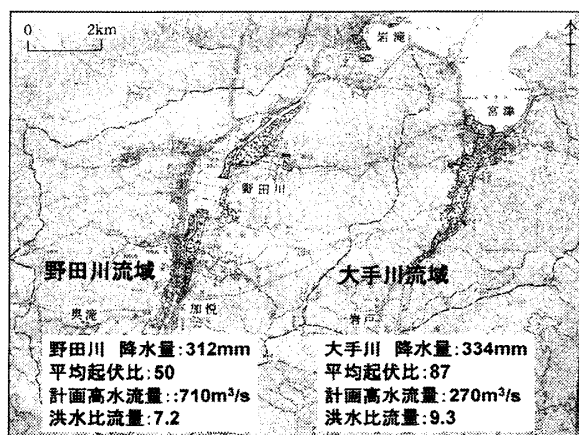 0 2km
岩滝
宮津
野田川
野田川流域
大手川流域
奥滝
加悦
岩戸
野田川 降水量:312mm
平均起伏比:50
計画高水流量::710m³/s
洪水比流量:7.2
大手川 降水量:334mm
平均起伏比:87
計画高水流量:270m³/s
洪水比流量:9.3